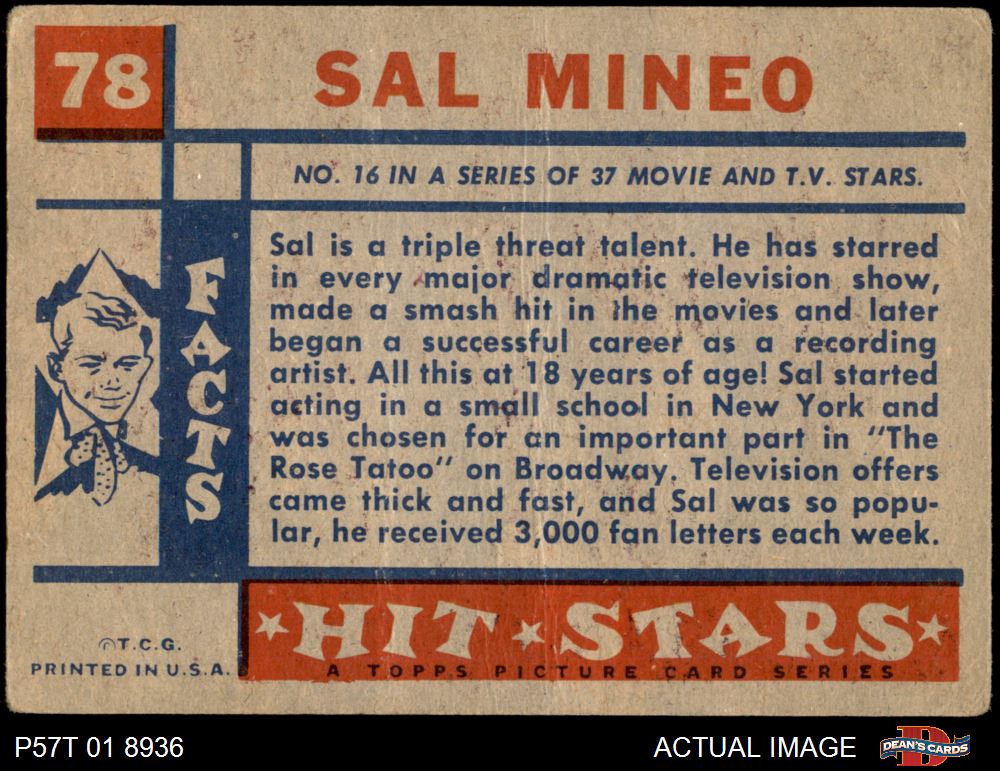 78
SAL MINEO
NO. 16 IN A SERIES OF 37 MOVIE AND T.V. STARS.
FACTS
Sal is a triple threat talent. He has starred
in every major dramatic television show,
made a smash hit in the movies and later
began a successful career as a recording
artist. All this at 18 years of age! Sal started
acting in a small school in New York and
was chosen for an important part in "The
Rose Tatoo" on Broadway. Television offers
came thick and fast, and Sal was so popu-
lar, he received 3,000 fan letters each week.
©T.C.G.
PRINTED IN U.S.A.
HIT STARS
A TOPPS PICTURE CARD SERIES
P57T 01 8936
ACTUAL IMAGE
DEAN'S CARDS